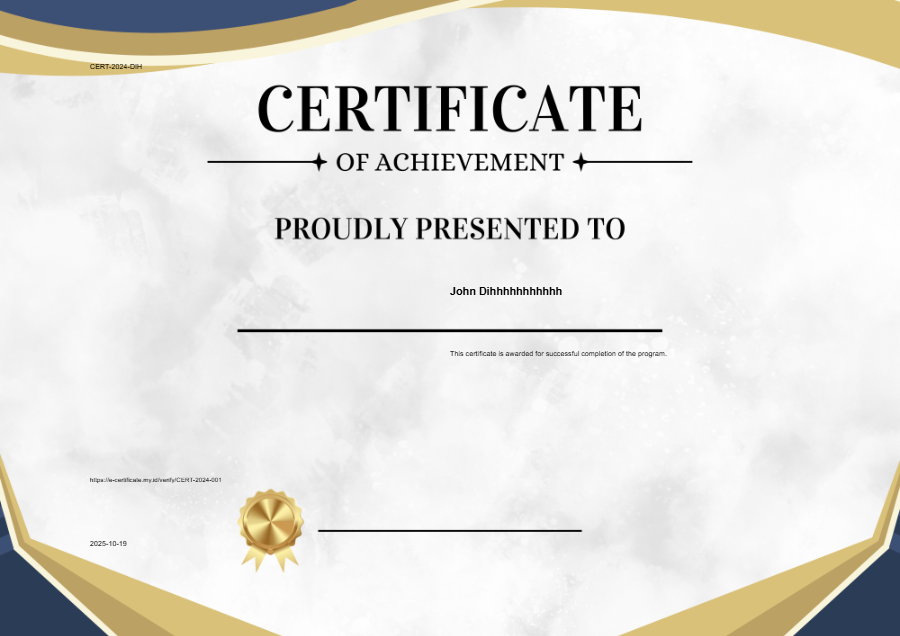 CERT-2024-DIH
CERTIFICATE
OF ACHIEVEMENT
PROUDLY PRESENTED TO
John Dihhhhhhhhhhh
This certificate is awarded for successful completion of the program.
https://e-certificate.my.id/verify/CERT-2024-001
2025-10-19